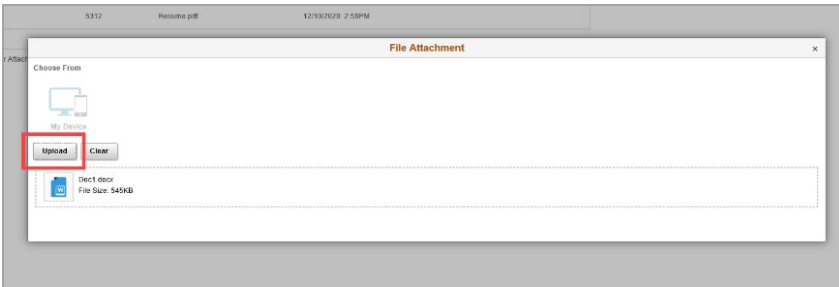 5312 Resume.pdf 12/10/2020 2:58PM
File Attachment ×
r Attach
Choose From
My Device
Upload Clear
W
Doc1.docx
File Size: 545KB